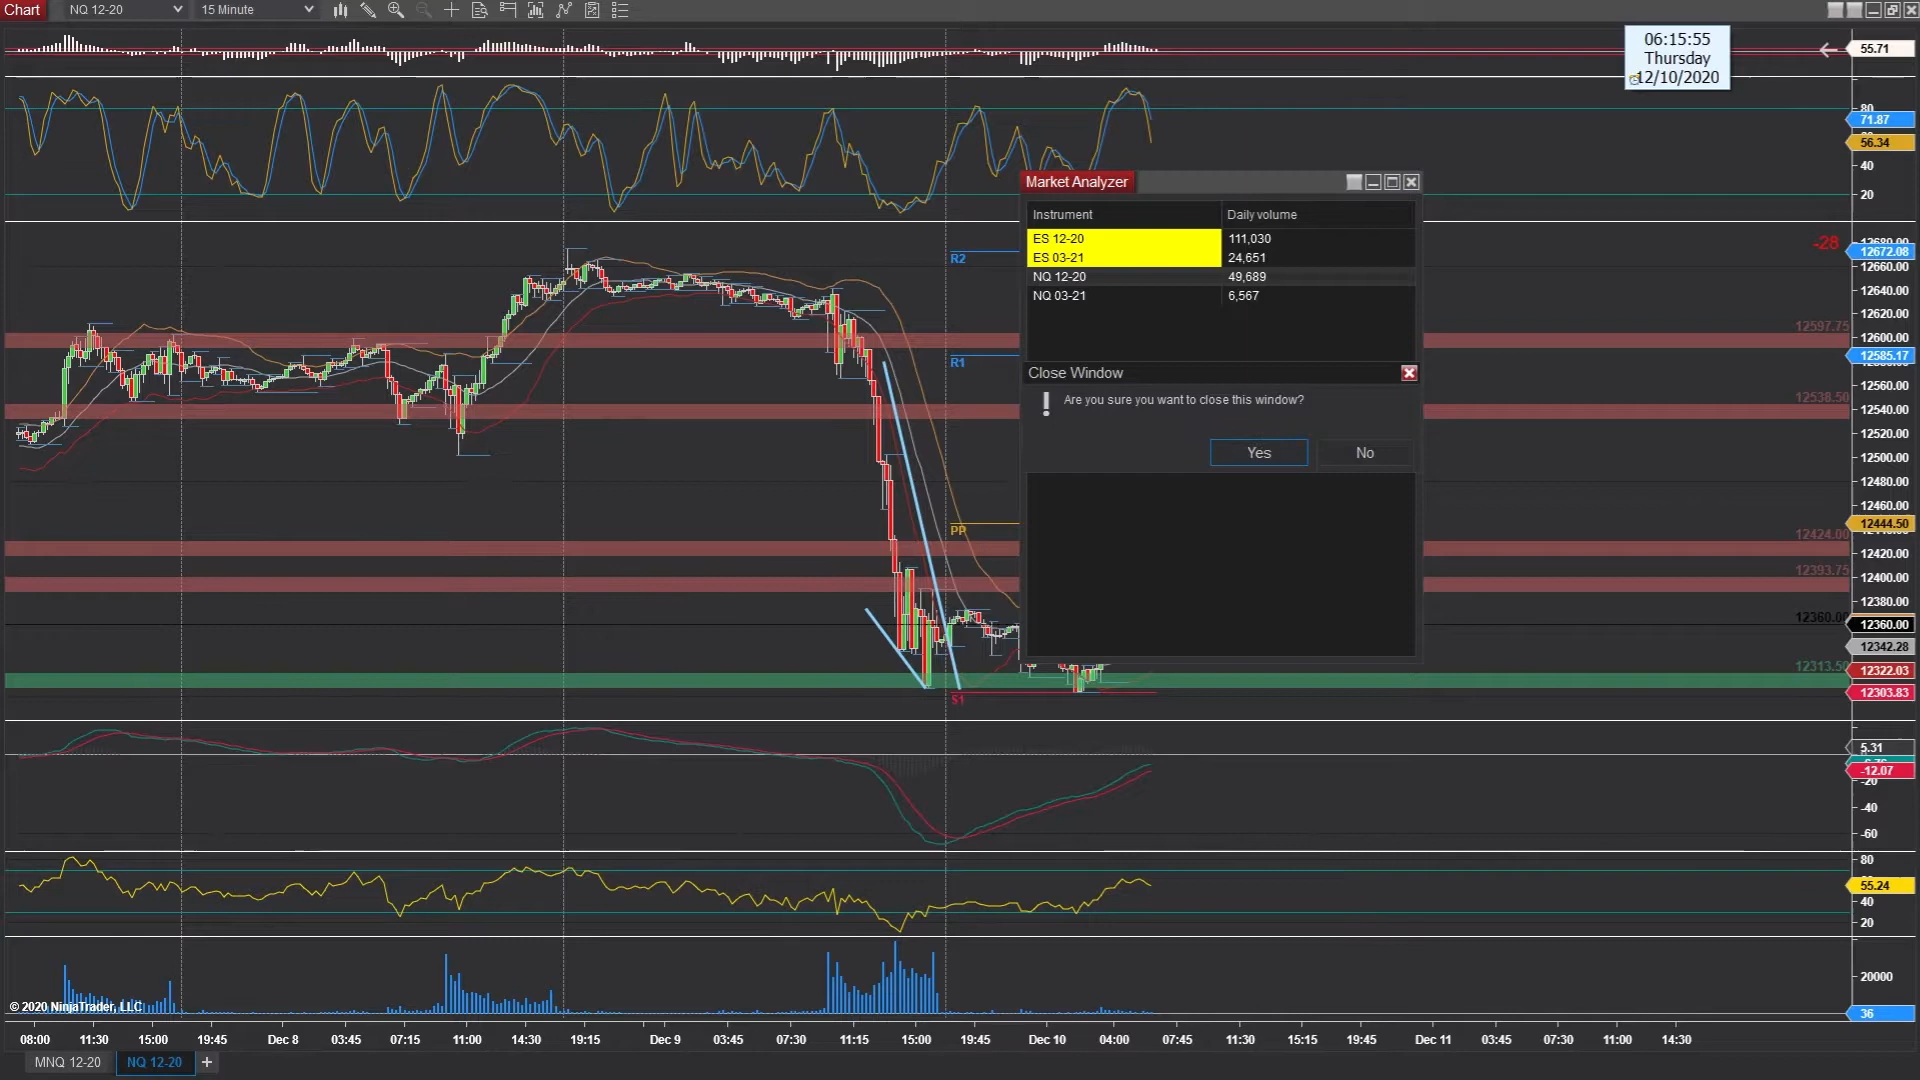 Chart NQ 12-20 15 Minute
06:15:55
Thursday
12/10/2020
55.71
80
71.87
56.34
40
20
Market Analyzer
Instrument Daily volume
ES 12-20 111,030
ES 03-21 24,651
NQ 12-20 49,689
NQ 03-21 6,567
Close Window
Are you sure you want to close this window?
Yes No
R2
R1
PP
S1
-28
12680.00
12672.08
12660.00
12640.00
12620.00
12597.75
12600.00
12585.17
12560.00
12538.50
12540.00
12520.00
12500.00
12480.00
12460.00
12444.50
12424.00
12420.00
12393.75
12400.00
12380.00
12360.00
12360.00
12342.28
12313.50
12322.03
12303.83
5.31
-12.07
-20
-40
-60
80
55.24
40
20
20000
36
© 2020 NinjaTrader, LLC
08:00 11:30 15:00 19:45 Dec 8 03:45 07:15 11:00 14:30 19:15 Dec 9 03:45 07:30 11:15 15:00 19:45 Dec 10 04:00 07:45 11:30 15:15 19:45 Dec 11 03:45 07:30 11:00 14:30
MNQ 12-20 NQ 12-20 +